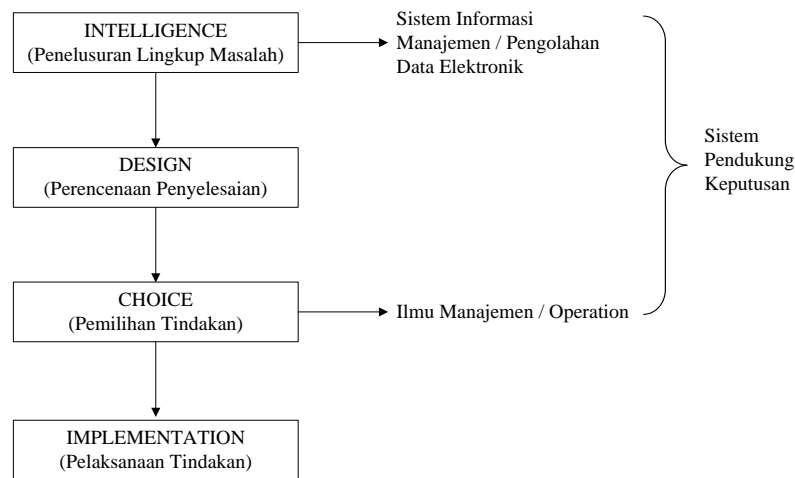 INTELLIGENCE
(Penelusuran Lingkup Masalah)
Sistem Informasi
Manajemen / Pengolahan
Data Elektronik
DESIGN
(Perencenaan Penyelesaian)
Sistem
Pendukung
Keputusan
CHOICE
(Pemilihan Tindakan)
Ilmu Manajemen / Operation
IMPLEMENTATION
(Pelaksanaan Tindakan)